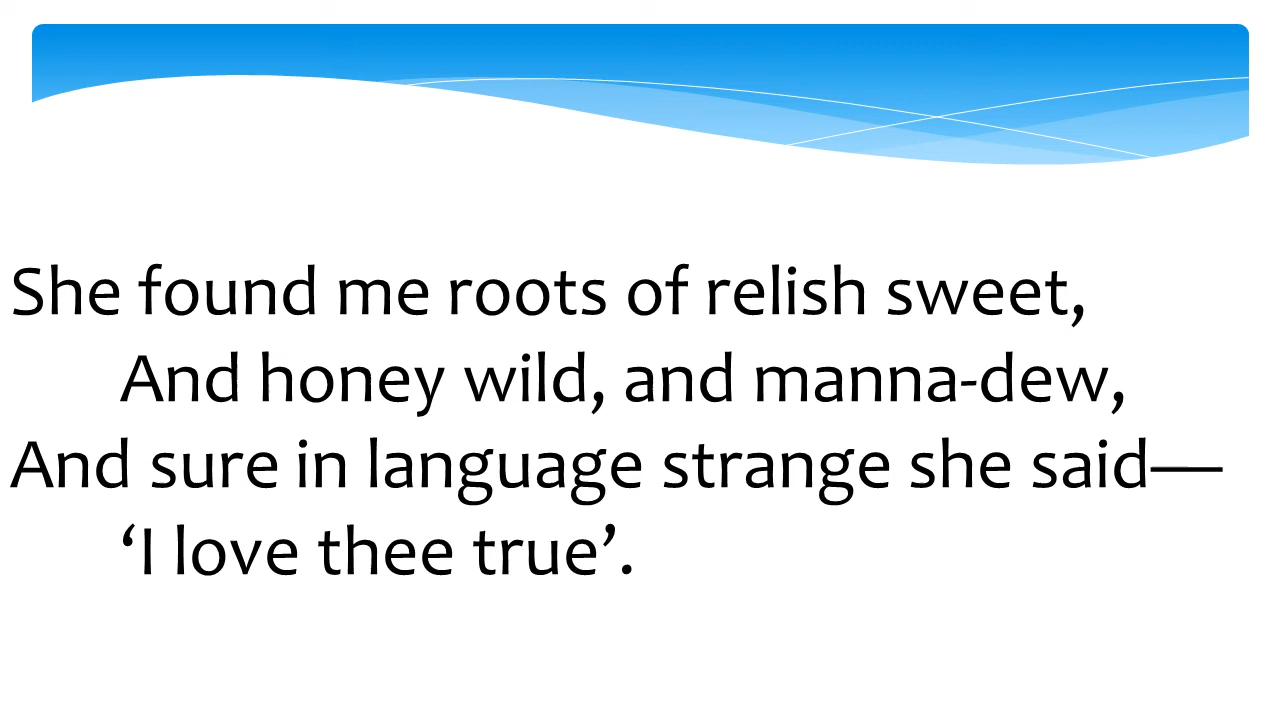 She found me roots of relish sweet,
And honey wild, and manna-dew,
And sure in language strange she said—
‘I love thee true’.